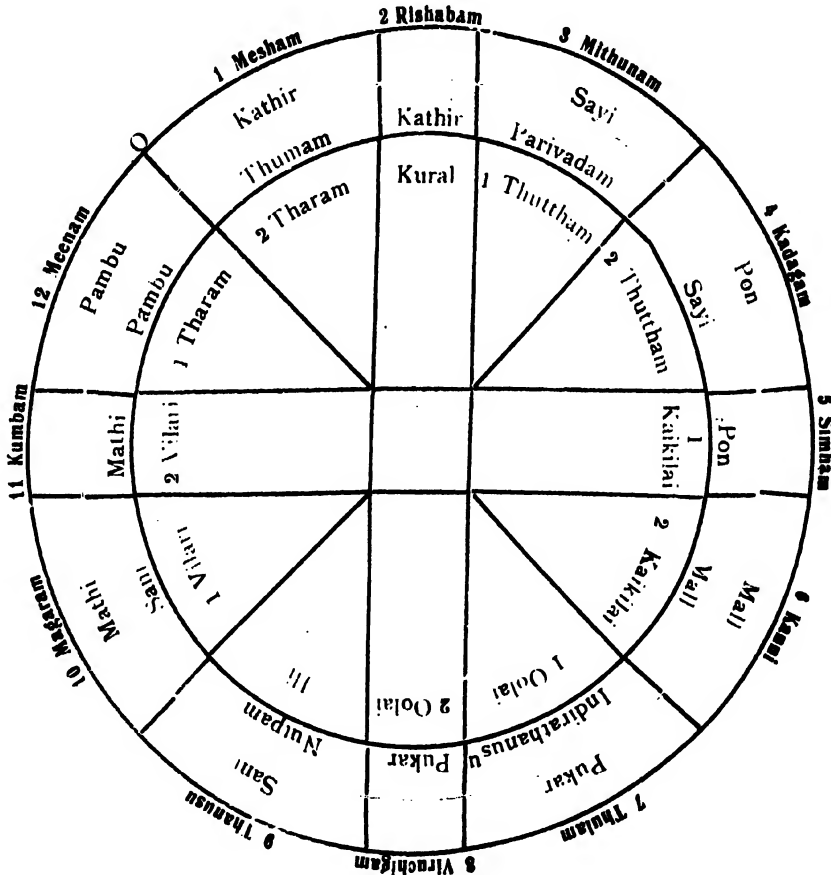 1 Mesham
Kathir
Thumam
2 Tharam
2 Rishabam
Kathir
Kural
3 Mithunam
Sayi
Parivadam
1 Thuttham
4 Kadagam
Pon
Sayi
2 Thuttham
5 Simham
Pon
1 Kaikilai
6 Kanni
Mall
Mall
2 Kaikilai
7 Thulam
Pukar
Indirathanusu
1 Oolai
8 Viruchigam
Pukar
2 Oolai
9 Thanusu
Sani
Nutpam
Ili
10 Magaram
Mathi
Sani
1 Vilari
11 Kumbam
Mathi
2 Vilari
12 Meenam
Pambu
Pambu
1 Tharam